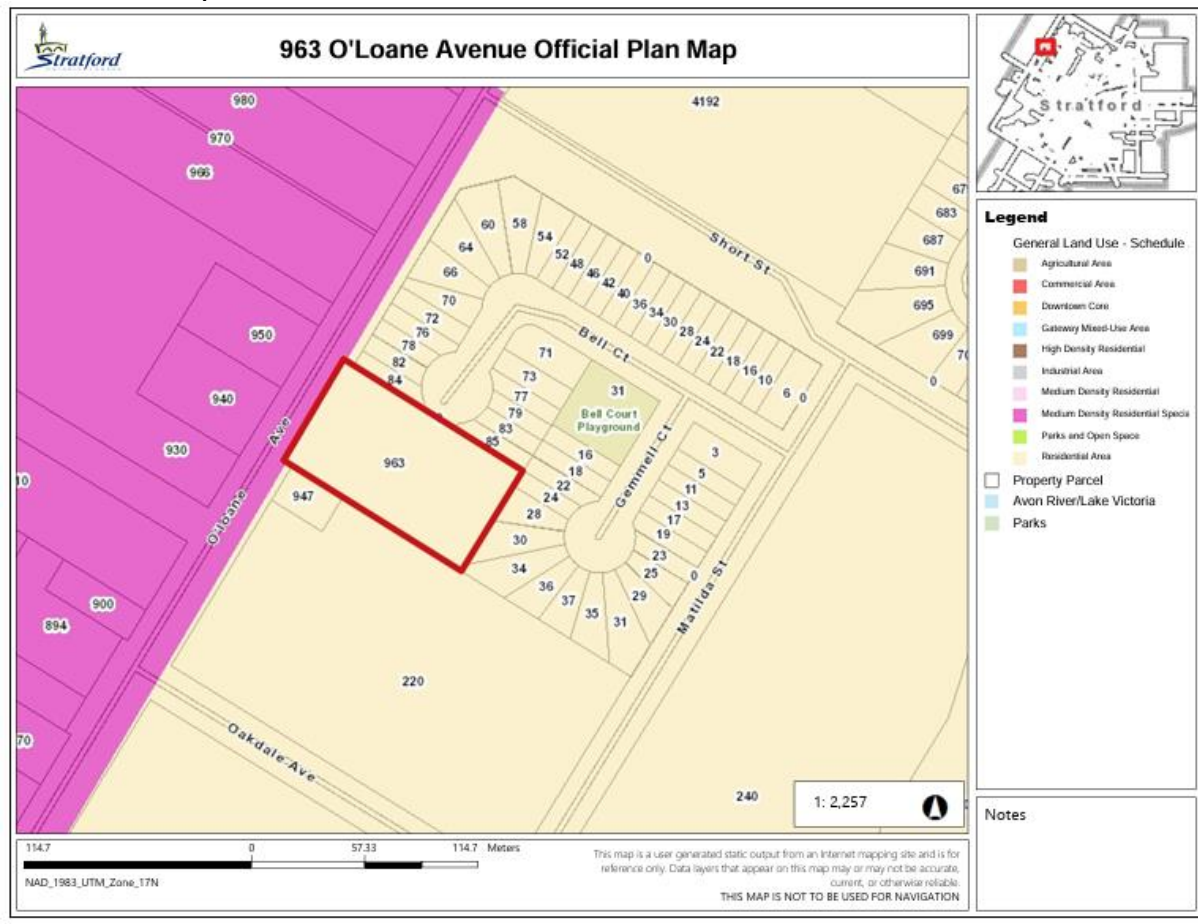 Stratford
963 O'Loane Avenue Official Plan Map
Stratford
980
4192
970
966
67
683
60
58
687
54
64
Short St
52
0
48
66
46
691
42
40
70
36
695
34
72
30
76
28
699
950
Bell Ct
24
78
22
71
70
82
18
16
84
73
31
10
0
6 0
940
77
Bell Court
Playground
79
Ave
83
3
85
930
16
963
18
5
10
22
11
947
24
Gemmell Ct
13
28
17
O'loane
30
19
23
34
25
0
36
29
900
37
35
31
894
Matilda St
220
70
Oakdale Ave
240
1: 2,257
Legend
General Land Use - Schedule
Agricultural Area
Commercial Area
Downtown Core
Gateway Mixed-Use Area
High Density Residential
Industrial Area
Medium Density Residential
Medium Density Residential Specia
Parks and Open Space
Residential Area
Property Parcel
Avon River/Lake Victoria
Parks
Notes
114.7 0 57.33 114.7 Meters
NAD_1983_UTM_Zone_17N
This map is a user generated static output from an Internet mapping site and is for
reference only. Data layers that appear on this map may or may not be accurate,
current, or otherwise reliable.
THIS MAP IS NOT TO BE USED FOR NAVIGATION